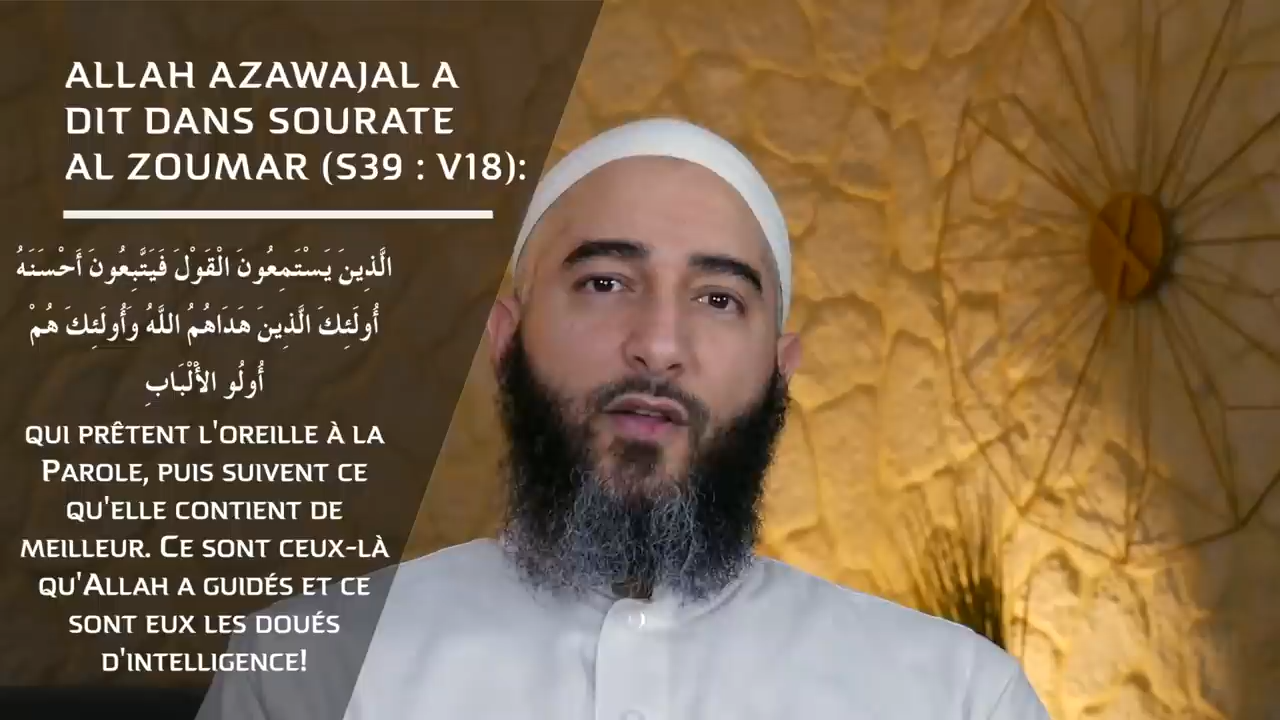 ALLAH AZAWAJAL A
DIT DANS SOURATE
AL ZOUMAR (S39 : V18):
الَّذِينَ يَسْتَمِعُونَ الْقَوْلَ فَيَتَّبِعُونَ أَحْسَنَهُ
أُولَئِكَ الَّذِينَ هَدَاهُمُ اللَّهُ وَأُولَئِكَ هُمْ
أُولُو الأَلْبَابِ
QUI PRÊTENT L'OREILLE À LA
PAROLE, PUIS SUIVENT CE
QU'ELLE CONTIENT DE
MEILLEUR. CE SONT CEUX-LÀ
QU'ALLAH A GUIDÉS ET CE
SONT EUX LES DOUÉS
D'INTELLIGENCE!